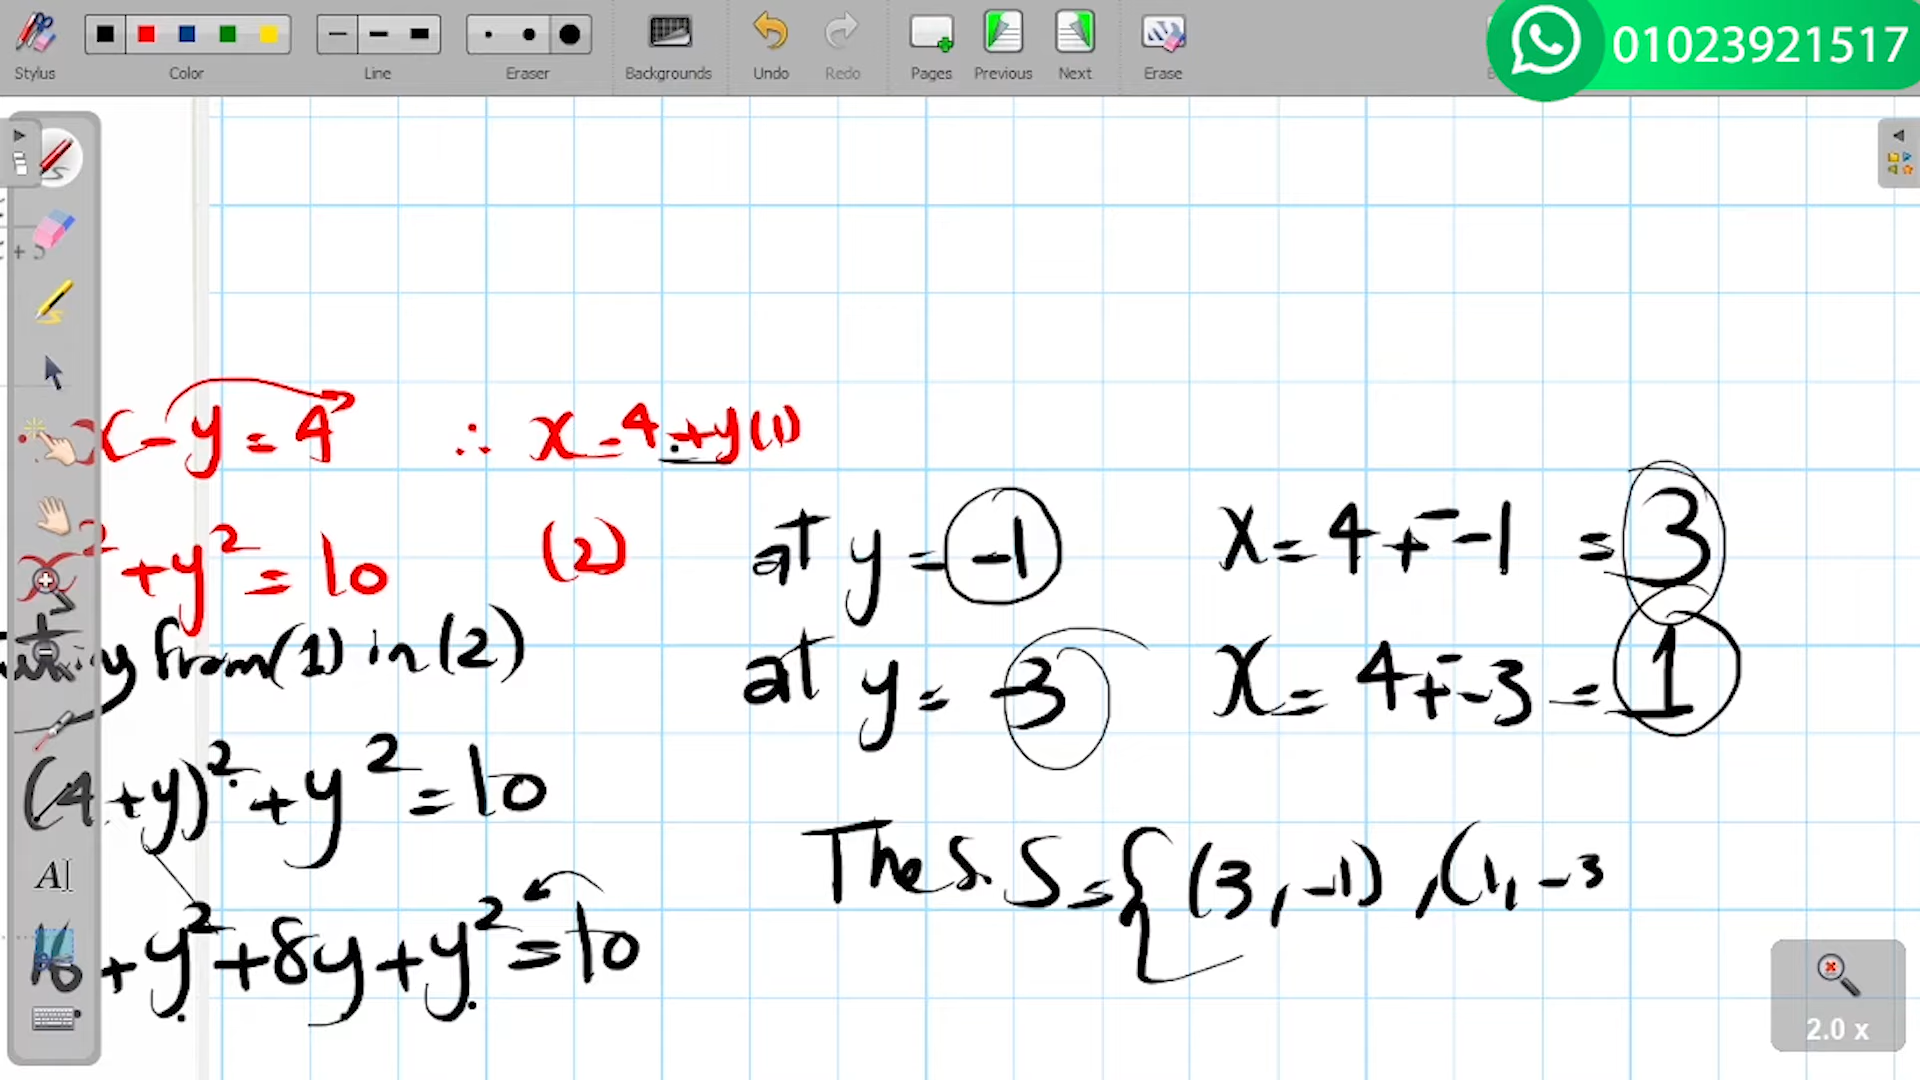 Stylus Color Line Eraser Backgrounds Undo Redo Pages Previous Next Erase
01023921517
x - y = 4 ∴ x = 4 + y (1)
x² + y² = 10 (2)
y from (1) in (2)
(4 + y)² + y² = 10
16 + y² + 8y + y² = 10
at y = -1 x = 4 + -1 = 3
at y = -3 x = 4 + -3 = 1
The S. S = { (3, -1) , (1, -3
AI
2.0 x